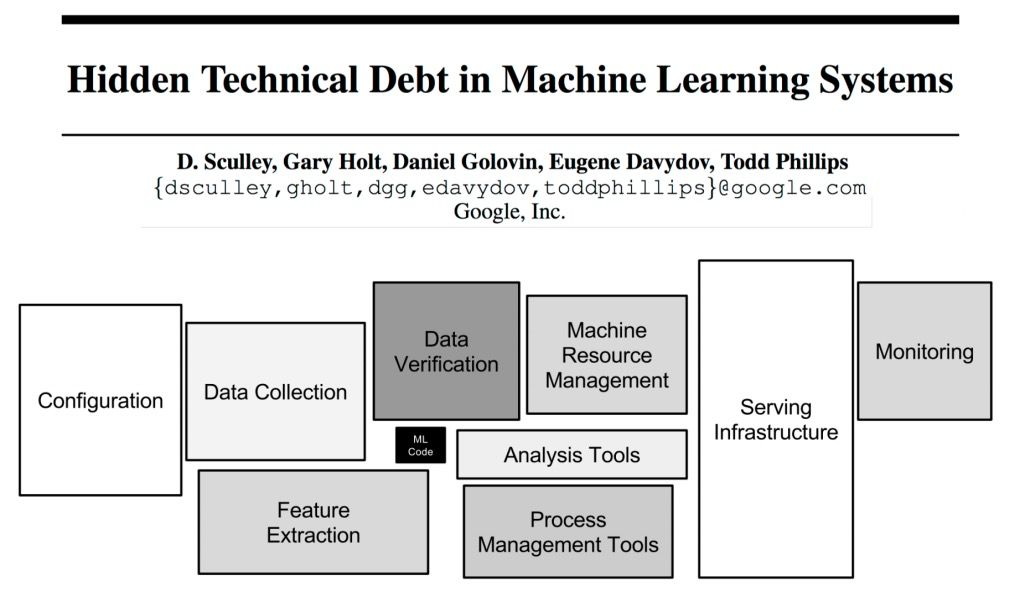 Hidden Technical Debt in Machine Learning Systems
D. Sculley, Gary Holt, Daniel Golovin, Eugene Davydov, Todd Phillips
{dsculley,gholt,dgg,edavydov,toddphillips}@google.com
Google, Inc.
Configuration
Data Collection
Feature
Extraction
Data
Verification
ML
Code
Machine
Resource
Management
Analysis Tools
Process
Management Tools
Serving
Infrastructure
Monitoring